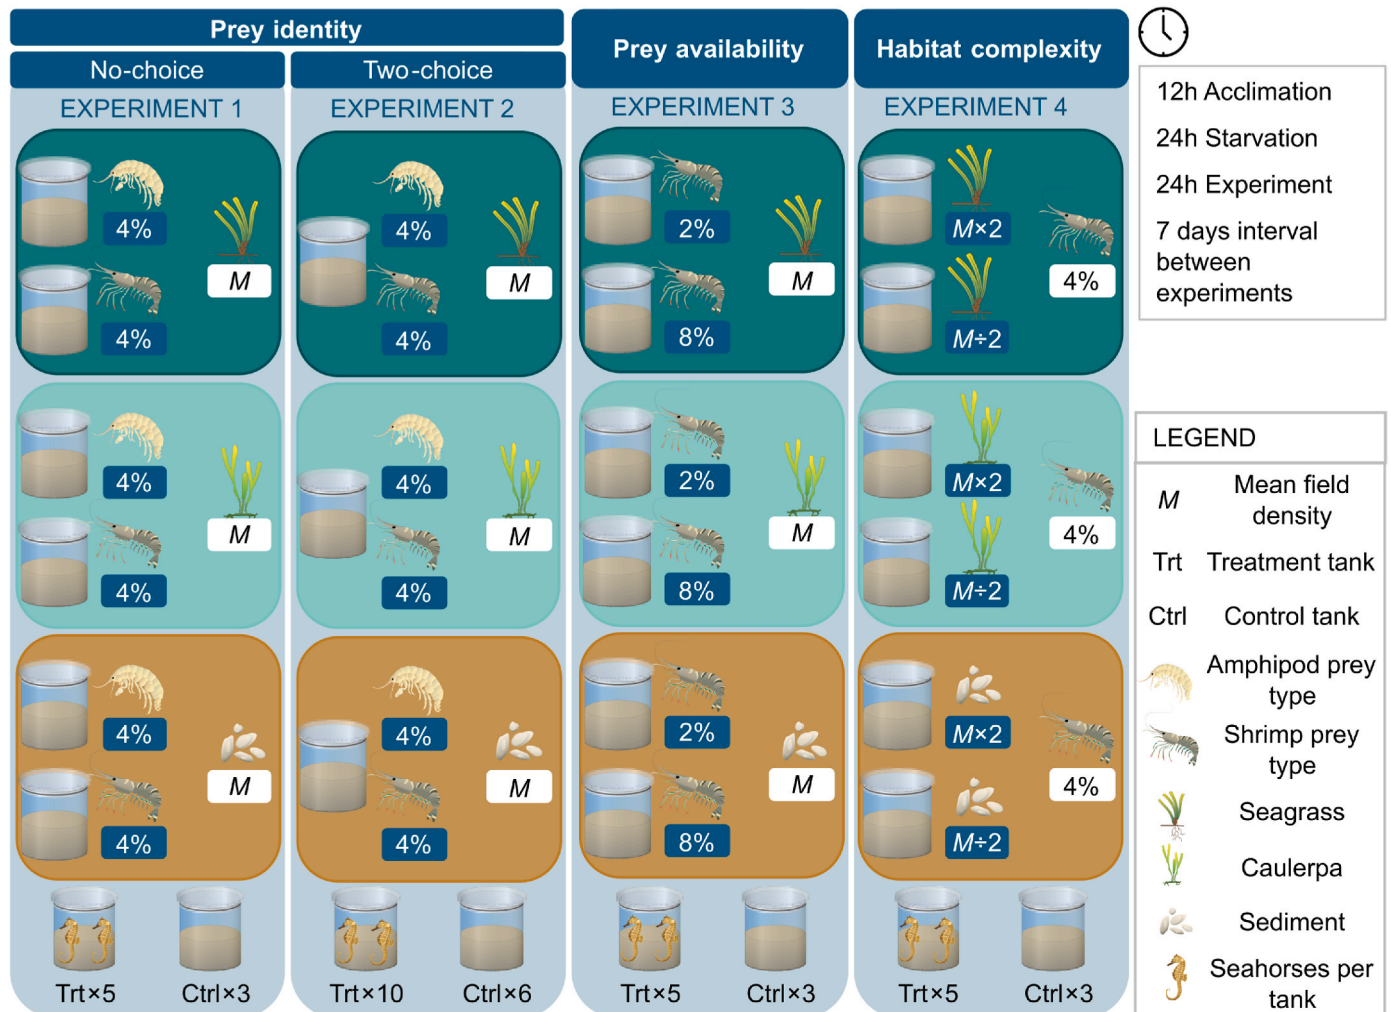 Prey identity
Prey availability
Habitat complexity
No-choice
Two-choice
EXPERIMENT 1
EXPERIMENT 2
EXPERIMENT 3
EXPERIMENT 4
4%
M
4%
4%
M
4%
2%
M
8%
M×2
4%
M÷2
4%
M
4%
4%
M
4%
2%
M
8%
M×2
4%
M÷2
4%
M
4%
4%
M
4%
2%
M
8%
M×2
4%
M÷2
Trt×5
Ctrl×3
Trt×10
Ctrl×6
Trt×5
Ctrl×3
Trt×5
Ctrl×3
12h Acclimation
24h Starvation
24h Experiment
7 days interval
between
experiments
LEGEND
M Mean field
density
Trt Treatment tank
Ctrl Control tank
Amphipod prey
type
Shrimp prey
type
Seagrass
Caulerpa
Sediment
Seahorses per
tank